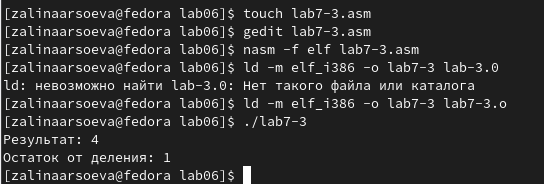 [zalinaarsoeva@fedora lab06]$ touch lab7-3.asm
[zalinaarsoeva@fedora lab06]$ gedit lab7-3.asm
[zalinaarsoeva@fedora lab06]$ nasm -f elf lab7-3.asm
[zalinaarsoeva@fedora lab06]$ ld -m elf_i386 -o lab7-3 lab-3.0
ld: невозможно найти lab-3.0: Нет такого файла или каталога
[zalinaarsoeva@fedora lab06]$ ld -m elf_i386 -o lab7-3 lab7-3.o
[zalinaarsoeva@fedora lab06]$ ./lab7-3
Результат: 4
Остаток от деления: 1
[zalinaarsoeva@fedora lab06]$